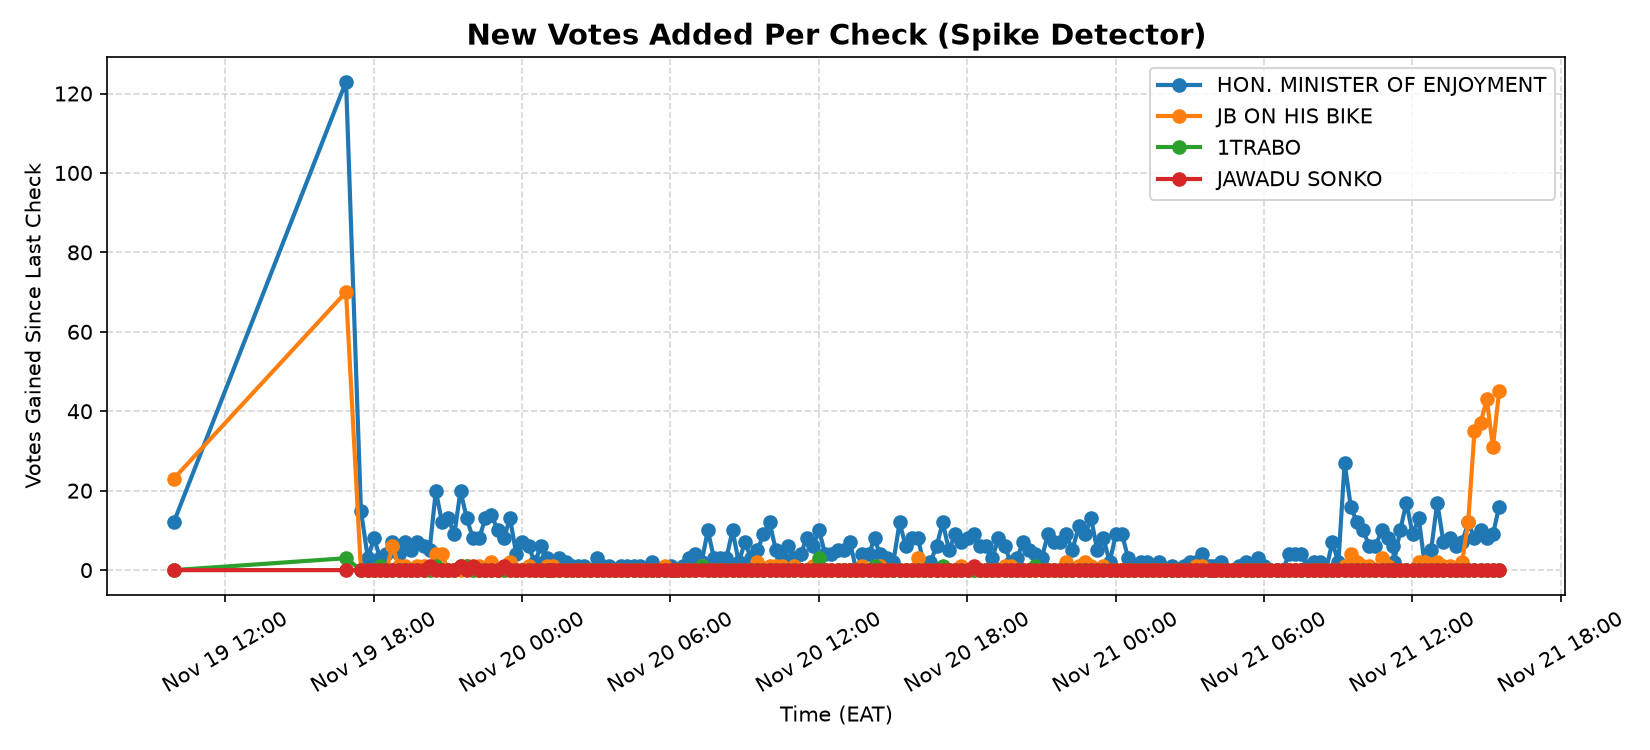 New Votes Added Per Check (Spike Detector)
HON. MINISTER OF ENJOYMENT
JB ON HIS BIKE
1TRABO
JAWADU SONKO
Votes Gained Since Last Check
120
100
80
60
40
20
0
Nov 19 12:00
Nov 19 18:00
Nov 20 00:00
Nov 20 06:00
Nov 20 12:00
Nov 20 18:00
Nov 21 00:00
Nov 21 06:00
Nov 21 12:00
Nov 21 18:00
Time (EAT)